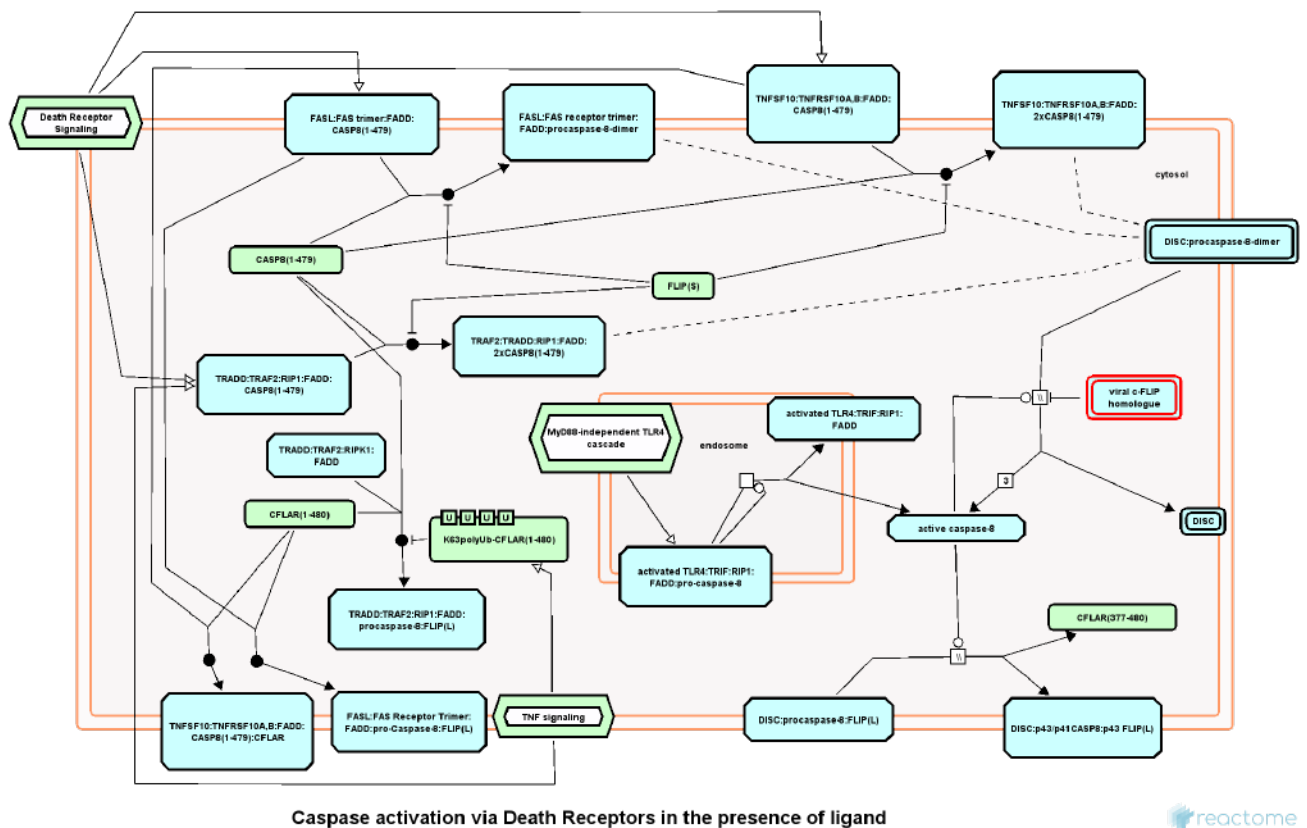 Death Receptor
Signaling
FASL:FAS trimer:FADD:
CASP8(1-479)
FASL:FAS receptor trimer:
FADD:procaspase-8-dimer
TNFSF10:TNFRSF10A,B:FADD:
CASP8(1-479)
TNFSF10:TNFRSF10A,B:FADD:
2xCASP8(1-479)
cytosol
DISC:procaspase-8-dimer
CASP8(1-479)
FLIP(S)
TRAF2:TRADD:RIP1:FADD:
2xCASP8(1-479)
TRADD:TRAF2:RIP1:FADD:
CASP8(1-479)
viral c-FLIP
homologue
\\
MyD88-independent TLR4
cascade
endosome
activated TLR4:TRIF:RIP1:
FADD
TRADD:TRAF2:RIPK1:
FADD
3
CFLAR(1-480)
U U U U
K63polyUb-CFLAR(1-480)
active caspase-8
DISC
activated TLR4:TRIF:RIP1:
FADD:pro-caspase-8
TRADD:TRAF2:RIP1:FADD:
procaspase-8:FLIP(L)
CFLAR(377-480)
\\
TNFSF10:TNFRSF10A,B:FADD:
CASP8(1-479):CFLAR
FASL:FAS Receptor Trimer:
FADD:pro-Caspase-8:FLIP(L)
TNF signaling
DISC:procaspase-8:FLIP(L)
DISC:p43/p41CASP8:p43 FLIP(L)
Caspase activation via Death Receptors in the presence of ligand
reactome